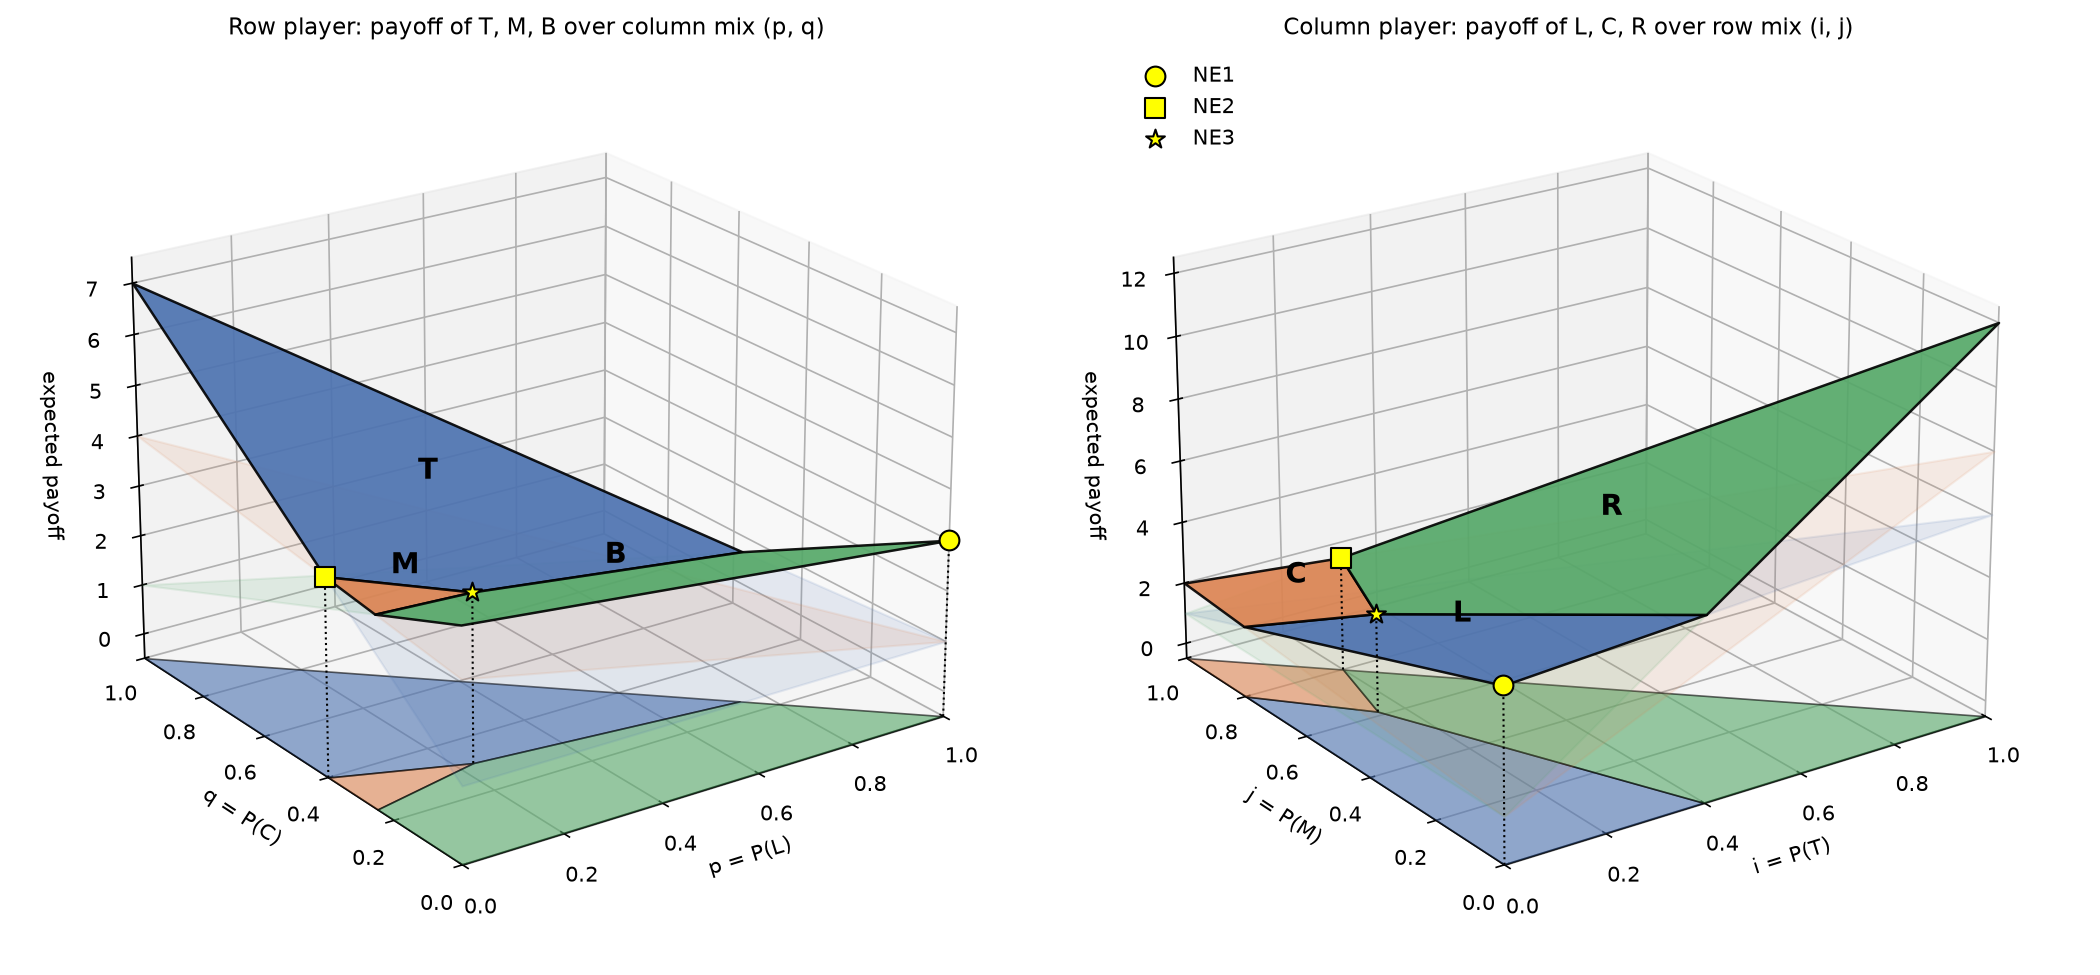 Row player: payoff of T, M, B over column mix (p, q)
7
6
5
4
3
2
1
0
expected payoff
T
M
B
1.0
0.8
0.6
0.4
0.2
0.0
q = P(C)
0.0
0.2
0.4
0.6
0.8
1.0
p = P(L)
Column player: payoff of L, C, R over row mix (i, j)
NE1
NE2
NE3
12
10
8
6
4
2
0
expected payoff
R
C
L
1.0
0.8
0.6
0.4
0.2
0.0
j = P(M)
0.0
0.2
0.4
0.6
0.8
1.0
i = P(T)